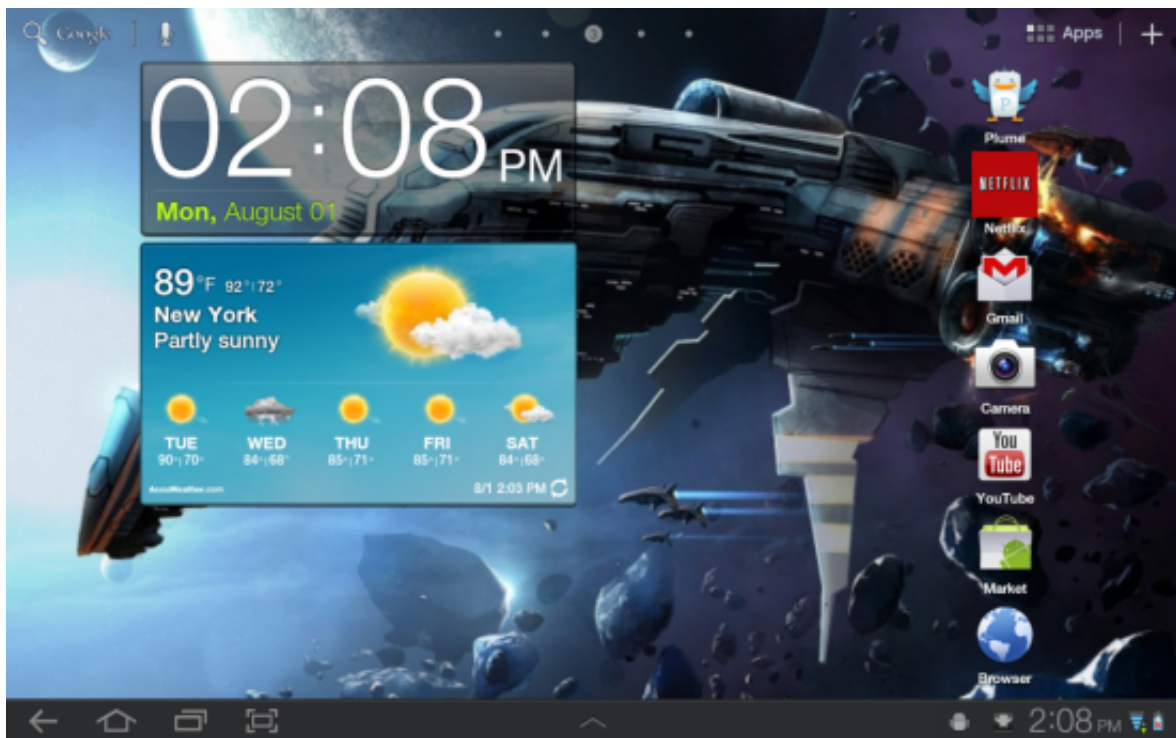 Google
3
Apps
02:08 PM
Mon, August 01
89°F 92°|72°
New York
Partly sunny
TUE WED THU FRI SAT
90°|70° 84°|68° 85°|71° 85°|71° 84°|68°
AccuWeather.com
8/1 2:03 PM
P
Plume
NETFLIX
Netflix
Gmail
Camera
You
Tube
YouTube
Market
Browser
2:08 PM